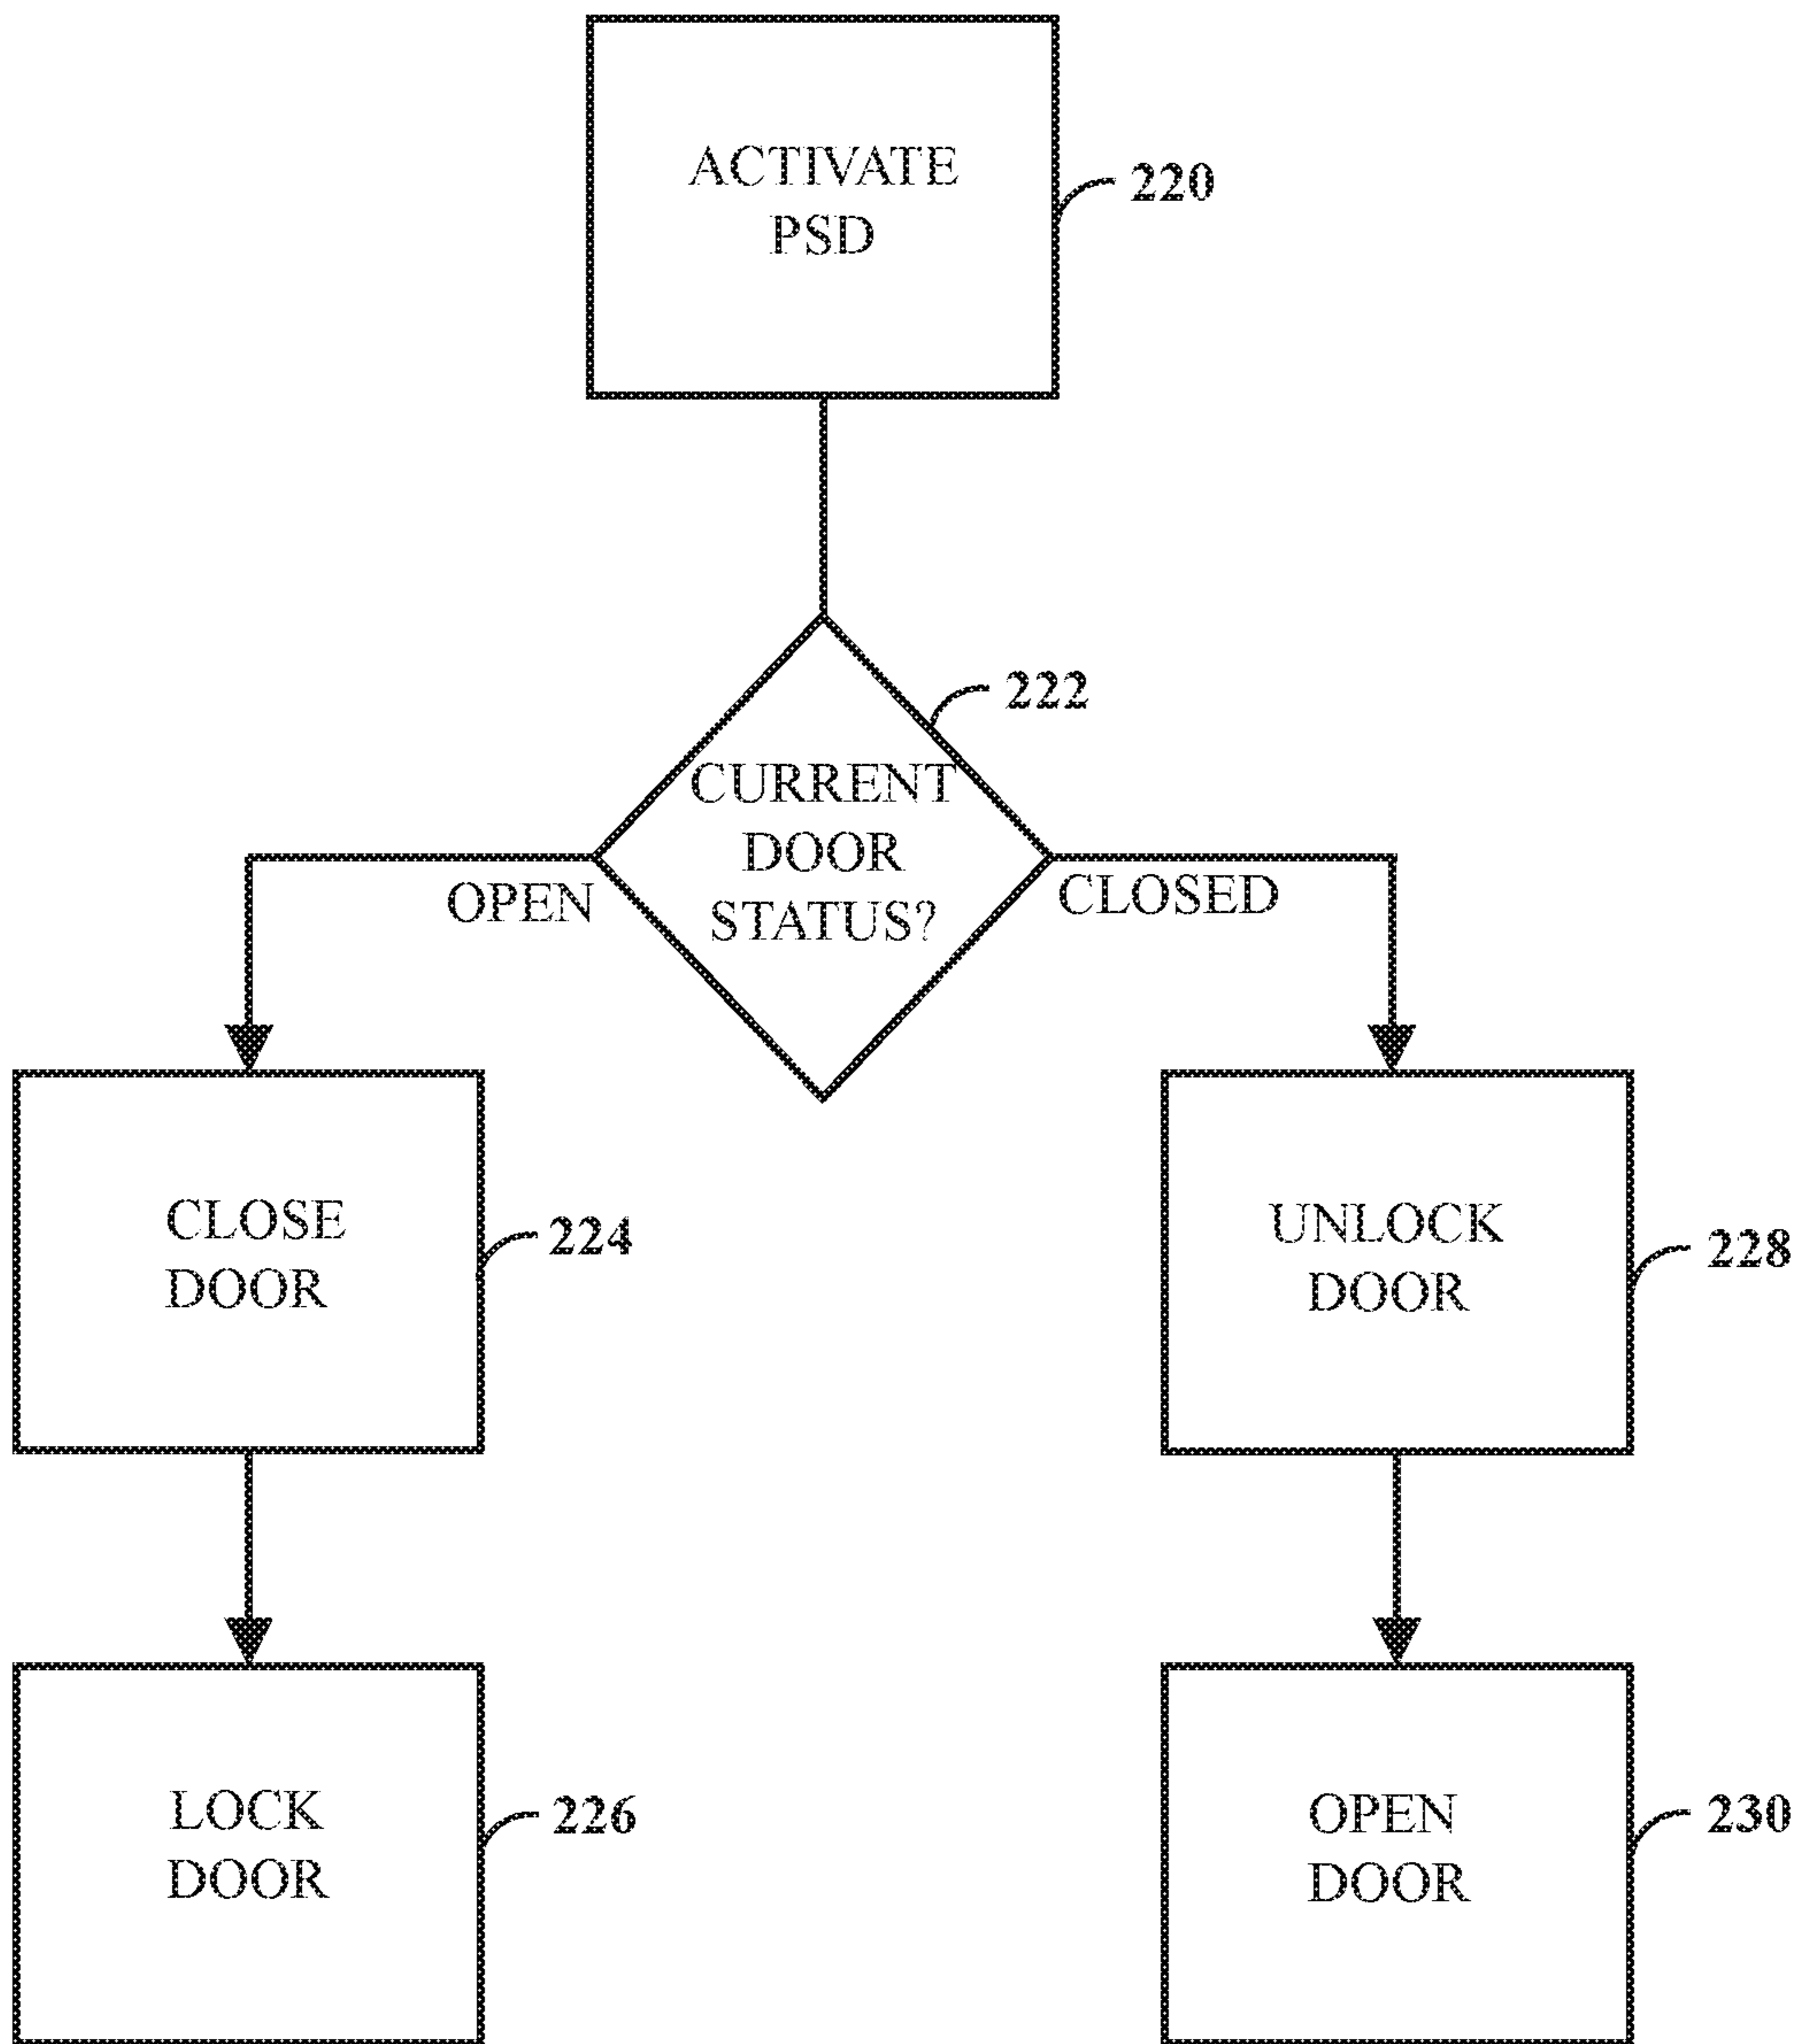 ACTIVATE
PSD
220
222
CURRENT
DOOR
STATUS?
OPEN
CLOSED
CLOSE
DOOR
224
UNLOCK
DOOR
228
LOCK
DOOR
226
OPEN
DOOR
230